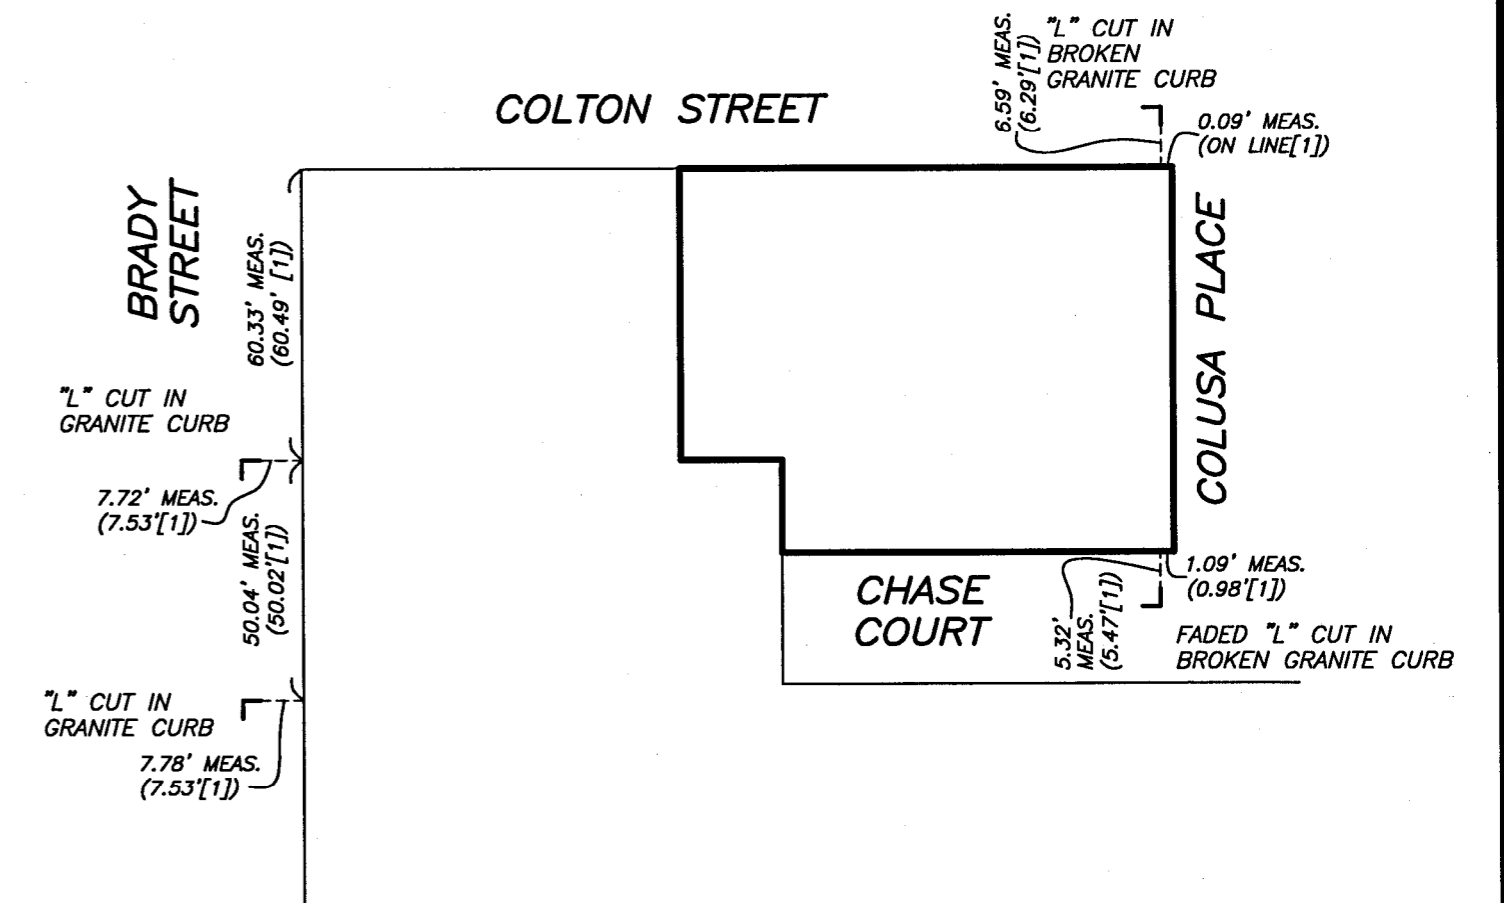 6.59' MEAS.
(6.29'[1])
"L" CUT IN
BROKEN
GRANITE CURB
COLTON STREET
0.09' MEAS.
(ON LINE[1])
BRADY
STREET
60.33' MEAS.
(60.49' [1])
COLUSA PLACE
"L" CUT IN
GRANITE CURB
7.72' MEAS.
(7.53'[1])
50.04' MEAS.
(50.02'[1])
CHASE
COURT
5.32'
MEAS.
(5.47'[1])
1.09' MEAS.
(0.98'[1])
FADED "L" CUT IN
BROKEN GRANITE CURB
"L" CUT IN
GRANITE CURB
7.78' MEAS.
(7.53'[1])